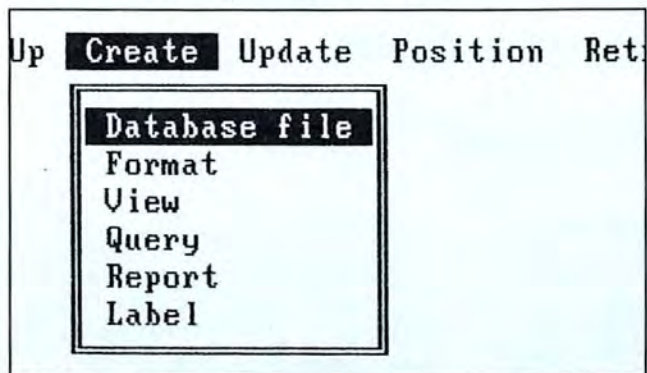 Up Create Update Position Ret
Database file
Format
View
Query
Report
Label